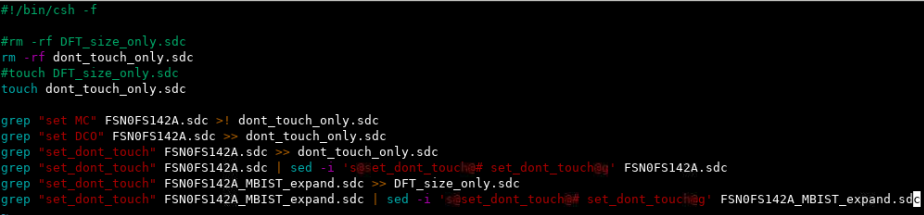 #!/bin/csh -f
#rm -rf DFT_size_only.sdc
rm -rf dont_touch_only.sdc
#touch DFT_size_only.sdc
touch dont_touch_only.sdc
grep "set MC" FSN0FS142A.sdc >! dont_touch_only.sdc
grep "set DCO" FSN0FS142A.sdc >> dont_touch_only.sdc
grep "set_dont_touch" FSN0FS142A.sdc >> dont_touch_only.sdc
grep "set_dont_touch" FSN0FS142A.sdc | sed -i 's@set_dont_touch@# set_dont_touch@g' FSN0FS142A.sdc
grep "set_dont_touch" FSN0FS142A_MBIST_expand.sdc >> DFT_size_only.sdc
grep "set_dont_touch" FSN0FS142A_MBIST_expand.sdc | sed -i 's@set_dont_touch@# set_dont_touch@g' FSN0FS142A_MBIST_expand.sdc